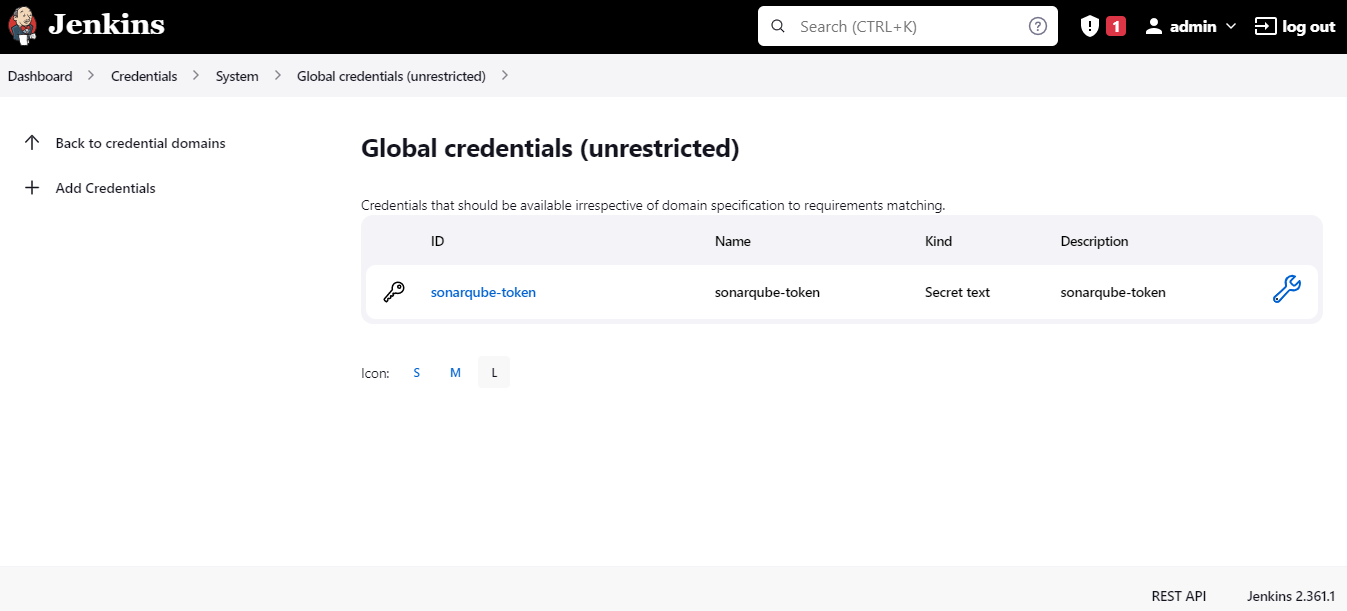 Jenkins
Search (CTRL+K)
1
admin
log out
Dashboard
Credentials
System
Global credentials (unrestricted)
Back to credential domains
Add Credentials
Global credentials (unrestricted)
Credentials that should be available irrespective of domain specification to requirements matching.
ID Name Kind Description
sonarqube-token sonarqube-token Secret text sonarqube-token
Icon: S M L
REST API Jenkins 2.361.1